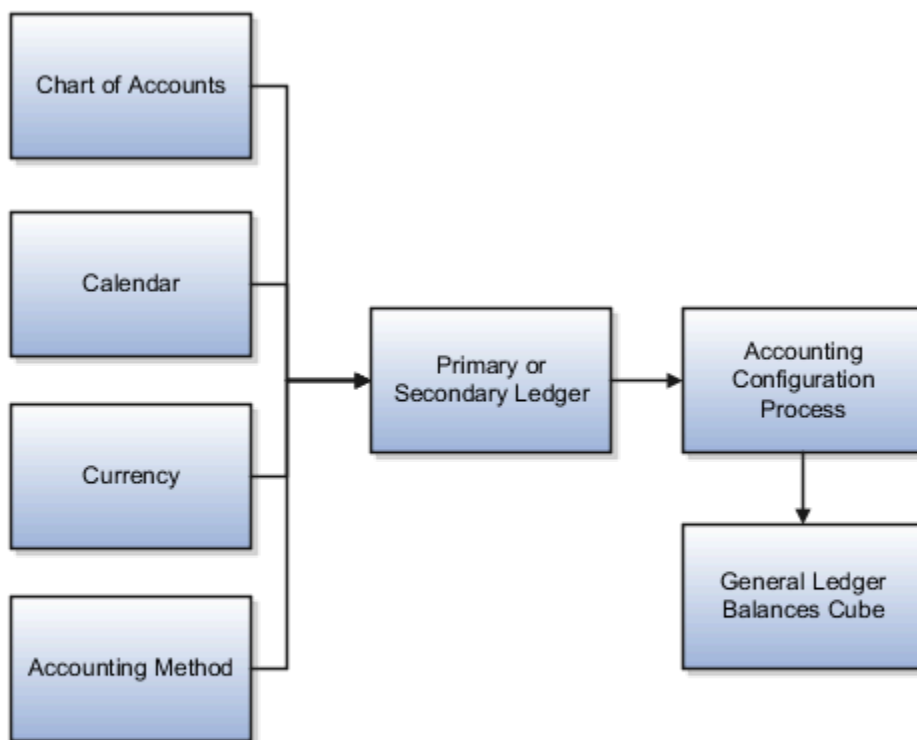 Chart of Accounts
Calendar
Currency
Accounting Method
Primary or
Secondary Ledger
Accounting
Configuration
Process
General Ledger
Balances Cube